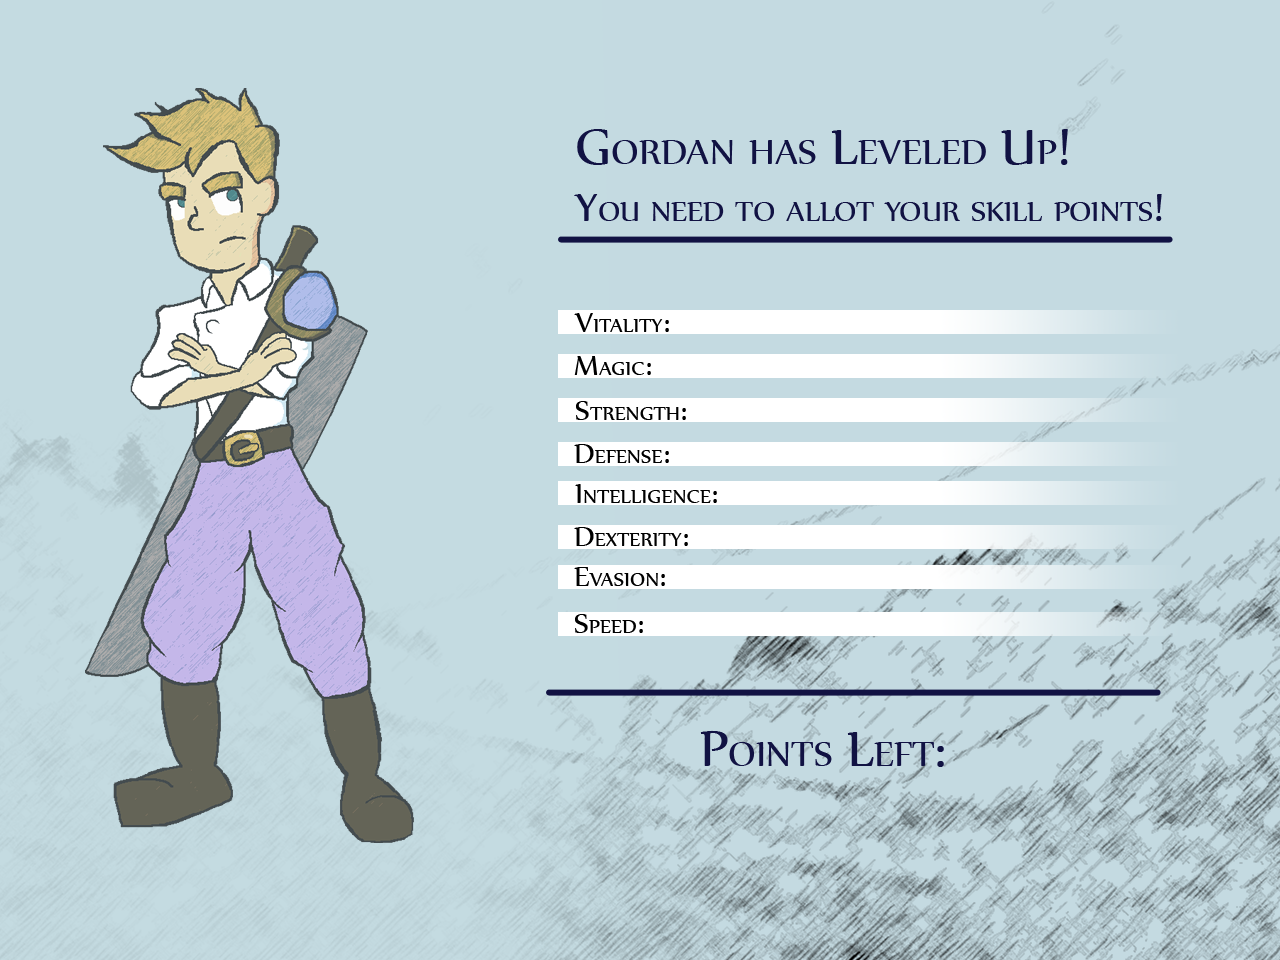 Gordan has Leveled Up!
You need to allot your skill points!
Vitality:
Magic:
Strength:
Defense:
Intelligence:
Dexterity:
Evasion:
Speed:
Points Left: